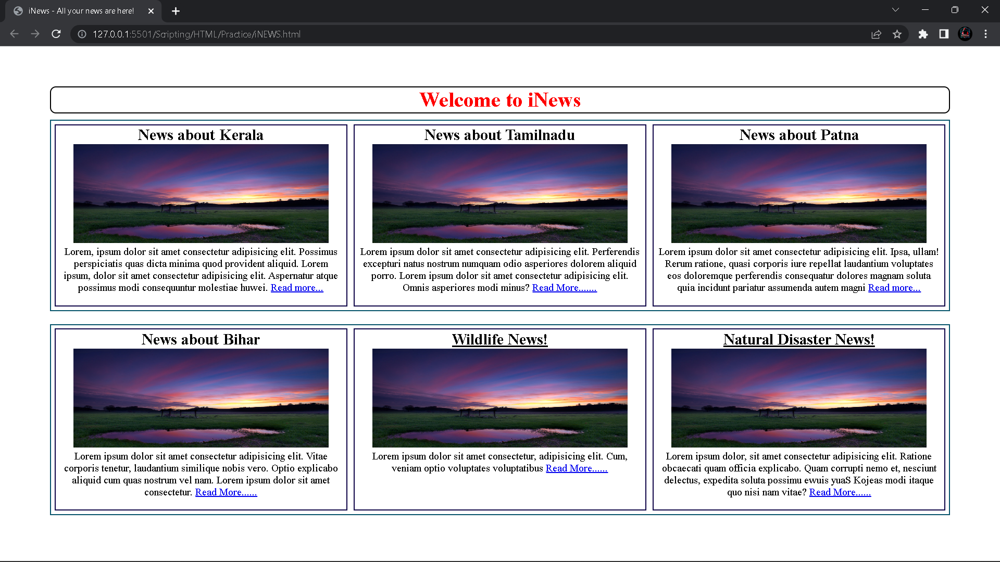 iNews - All your news are here!
127.0.0.1:5501/Scripting/HTML/Practice/iNEWS.html
Welcome to iNews
News about Kerala
Lorem, ipsum dolor sit amet consectetur adipisicing elit. Possimus
perspiciatis quas dicta minima quod provident aliquid. Lorem
ipsum, dolor sit amet consectetur adipisicing elit. Aspernatur atque
possimus modi consequuntur molestiae huwei. Read more...
News about Tamilnadu
Lorem ipsum dolor sit amet consectetur adipisicing elit. Perferendis
excepturi natus nostrum numquam odio asperiores dolorem aliquid
porro. Lorem ipsum dolor sit amet consectetur adipisicing elit.
Omnis asperiores modi minus? Read More.......
News about Patna
Lorem ipsum dolor sit amet consectetur adipisicing elit. Ipsa, ullam!
Rerum ratione, quasi corporis iure repellat laudantium voluptates
eos doloremque perferendis consequatur dolores magnam soluta
quia incidunt pariatur assumenda autem magni Read more...
News about Bihar
Lorem ipsum dolor sit amet consectetur adipisicing elit. Vitae
corporis tenetur, laudantium similique nobis vero. Optio explicabo
aliquid cum quas nostrum vel nam. Lorem ipsum dolor sit amet
consectetur. Read More......
Wildlife News!
Lorem ipsum dolor sit amet consectetur, adipisicing elit. Cum,
veniam optio voluptates voluptatibus Read More......
Natural Disaster News!
Lorem ipsum dolor, sit amet consectetur adipisicing elit. Ratione
obcaecati quam officia explicabo. Quam corrupti nemo et, nesciunt
delectus, expedita soluta possimu ewuis yuaS Kojeas modi itaque
quo nisi nam vitae? Read More......